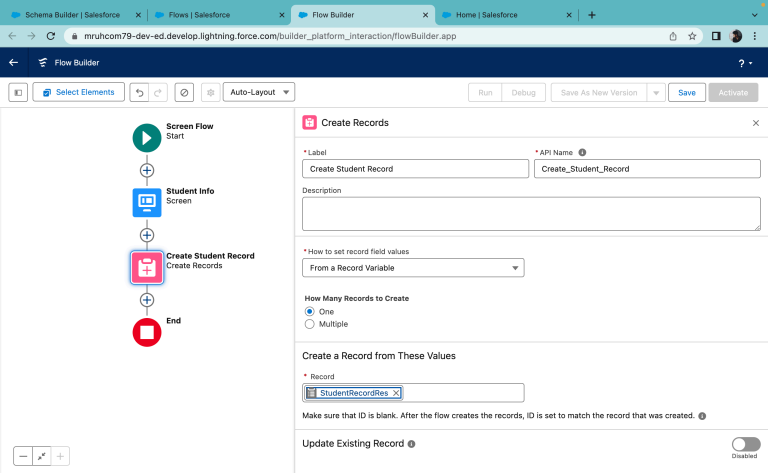 Schema Builder | Salesforce
Flows | Salesforce
Flow Builder
Home | Salesforce
mruhcom79-dev-ed.develop.lightning.force.com/builder_platform_interaction/flowBuilder.app
Flow Builder
?
Select Elements
Auto-Layout
Run
Debug
Save As New Version
Save
Activate
Screen Flow
Start
Student Info
Screen
Create Student Record
Create Records
End
Create Records
* Label
Create Student Record
* API Name
Create_Student_Record
Description
* How to set record field values
From a Record Variable
How Many Records to Create
One
Multiple
Create a Record from These Values
* Record
StudentRecordRes
Make sure that ID is blank. After the flow creates the records, ID is set to match the record that was created.
Update Existing Record
Disabled